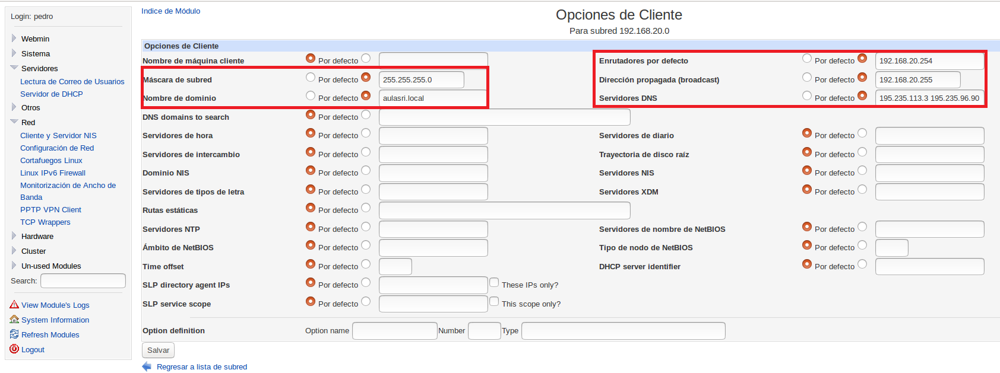 Login: pedro
Webmin
Sistema
Servidores
Lectura de Correo de Usuarios
Servidor de DHCP
Otros
Red
Cliente y Servidor NIS
Configuración de Red
Cortafuegos Linux
Linux IPv6 Firewall
Monitorización de Ancho de
Banda
PPTP VPN Client
TCP Wrappers
Hardware
Cluster
Un-used Modules
Search:
View Module's Logs
System Information
Refresh Modules
Logout
Indice de Módulo
Opciones de Cliente
Para subred 192.168.20.0
Opciones de Cliente
Nombre de máquina cliente Por defecto Enrutadores por defecto Por defecto 192.168.20.254
Máscara de subred Por defecto 255.255.255.0 Dirección propagada (broadcast) Por defecto 192.168.20.255
Nombre de dominio Por defecto aulasri.local Servidores DNS Por defecto 195.235.113.3 195.235.96.90
DNS domains to search Por defecto
Servidores de hora Por defecto Servidores de diario Por defecto
Servidores de intercambio Por defecto Trayectoria de disco raíz Por defecto
Dominio NIS Por defecto Servidores NIS Por defecto
Servidores de tipos de letra Por defecto Servidores XDM Por defecto
Rutas estáticas Por defecto
Servidores NTP Por defecto Servidores de nombre de NetBIOS Por defecto
Ámbito de NetBIOS Por defecto Tipo de nodo de NetBIOS Por defecto
Time offset Por defecto DHCP server identifier Por defecto
SLP directory agent IPs Por defecto These IPs only?
SLP service scope Por defecto This scope only?
Option definition Option name Number Type
Salvar
Regresar a lista de subred